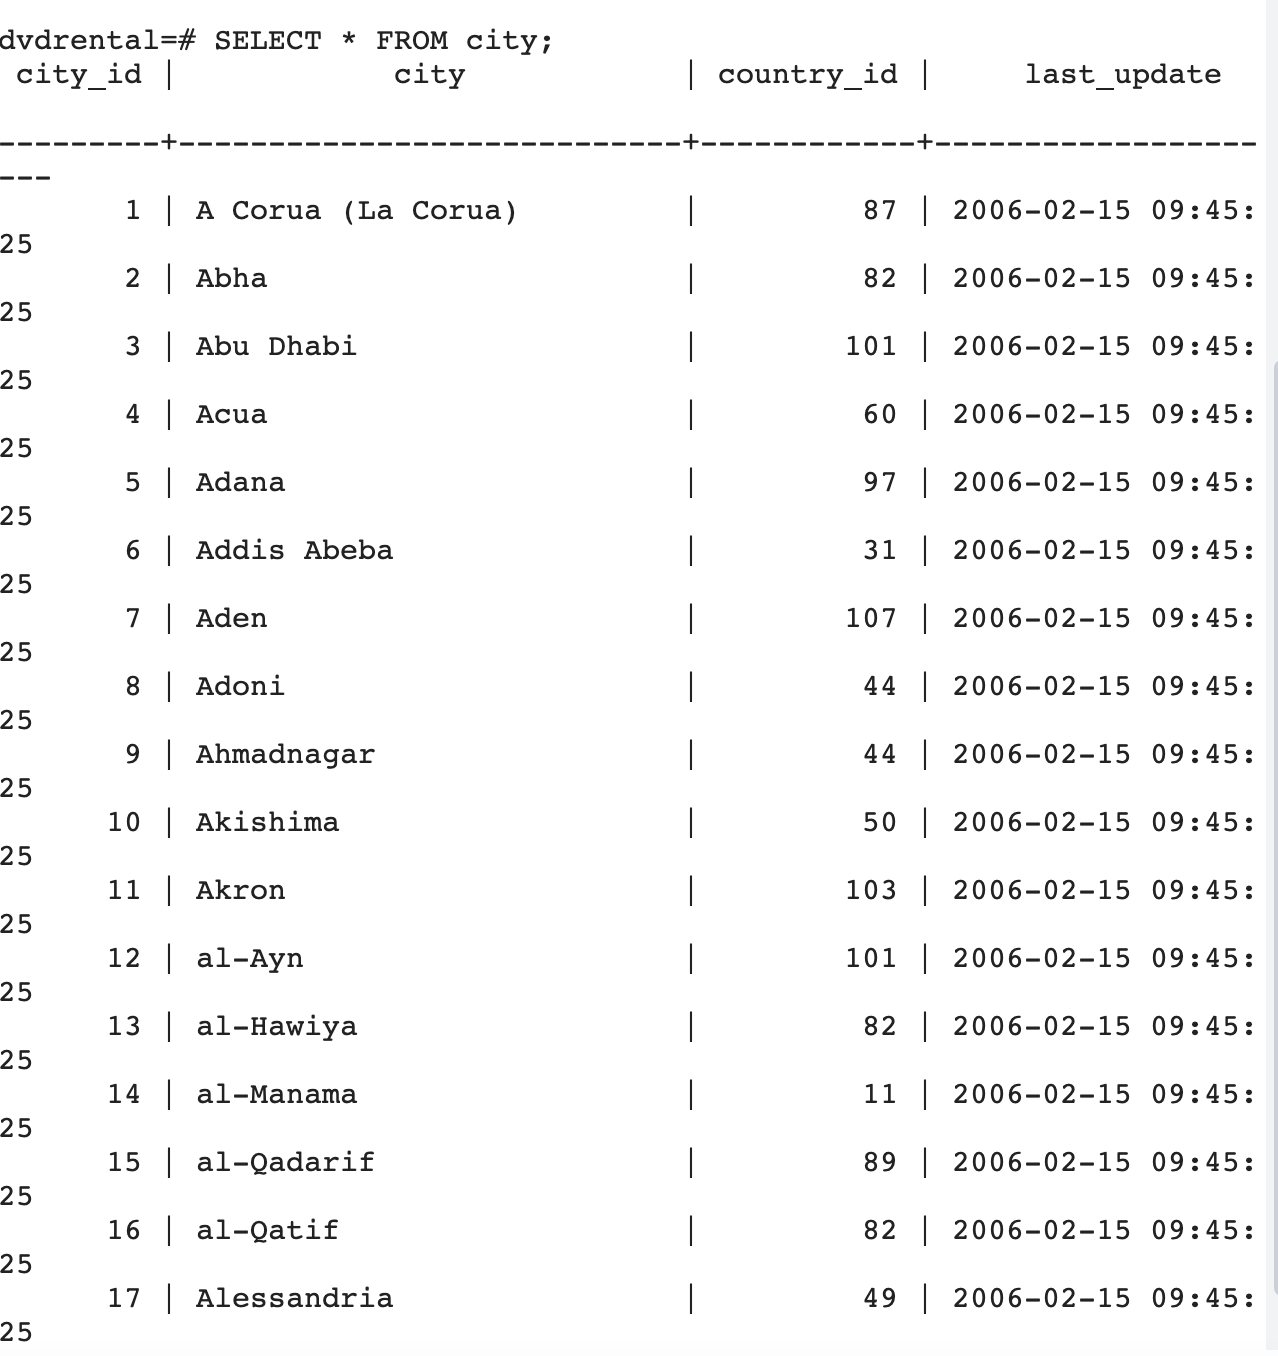 dvdrental=# SELECT * FROM city;
 city_id |            city            | country_id |     last_update
---------+----------------------------+------------+------------------
---
       1 | A Corua (La Corua)         |         87 | 2006-02-15 09:45:
25
       2 | Abha                       |         82 | 2006-02-15 09:45:
25
       3 | Abu Dhabi                  |        101 | 2006-02-15 09:45:
25
       4 | Acua                       |         60 | 2006-02-15 09:45:
25
       5 | Adana                      |         97 | 2006-02-15 09:45:
25
       6 | Addis Abeba                |         31 | 2006-02-15 09:45:
25
       7 | Aden                       |        107 | 2006-02-15 09:45:
25
       8 | Adoni                      |         44 | 2006-02-15 09:45:
25
       9 | Ahmadnagar                 |         44 | 2006-02-15 09:45:
25
      10 | Akishima                   |         50 | 2006-02-15 09:45:
25
      11 | Akron                      |        103 | 2006-02-15 09:45:
25
      12 | al-Ayn                     |        101 | 2006-02-15 09:45:
25
      13 | al-Hawiya                  |         82 | 2006-02-15 09:45:
25
      14 | al-Manama                  |         11 | 2006-02-15 09:45:
25
      15 | al-Qadarif                 |         89 | 2006-02-15 09:45:
25
      16 | al-Qatif                   |         82 | 2006-02-15 09:45:
25
      17 | Alessandria                |         49 | 2006-02-15 09:45:
25